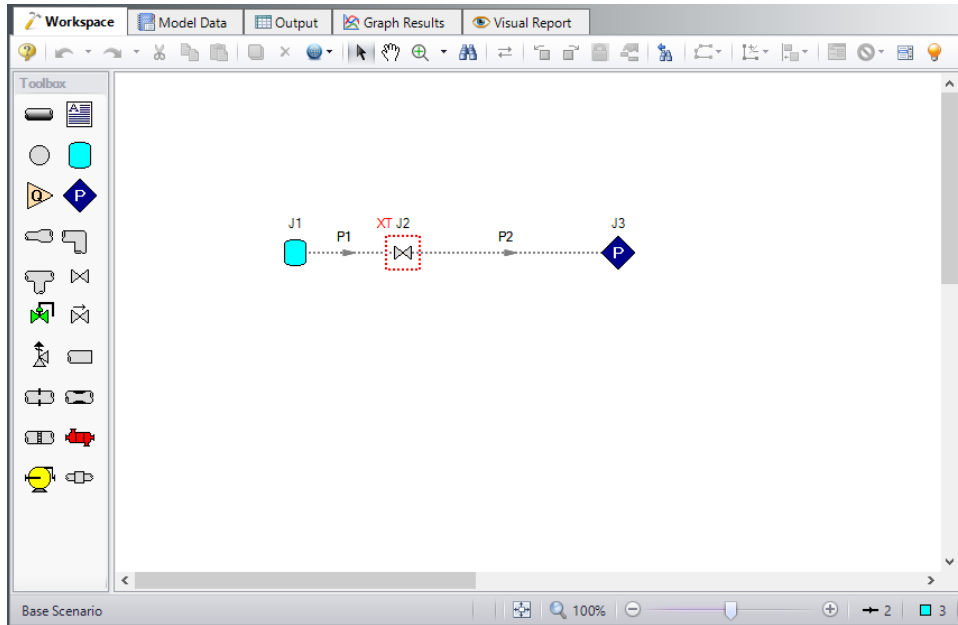 Workspace Model Data Output Graph Results Visual Report
Toolbox
A
Q P
J1 XT J2 J3
P1 P2
P
Base Scenario 100% 2 3